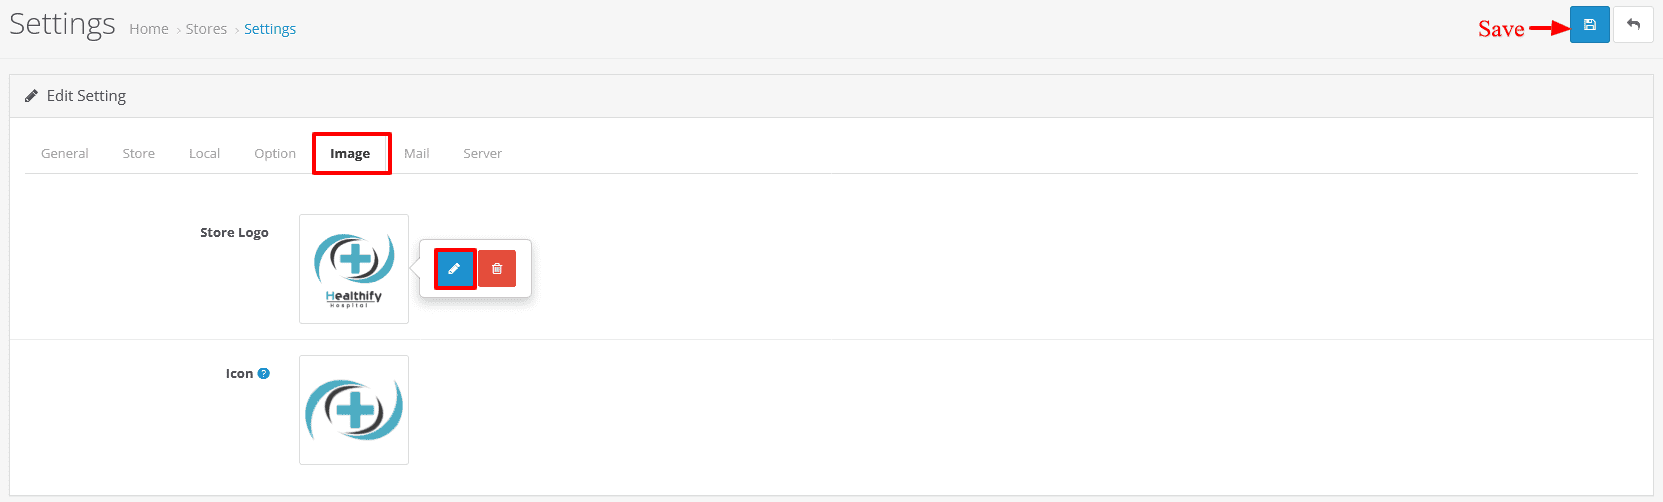 Settings Home › Stores › Settings
Save
Edit Setting
General Store Local Option Image Mail Server
Store Logo
Healthify
Hospital
Icon ?